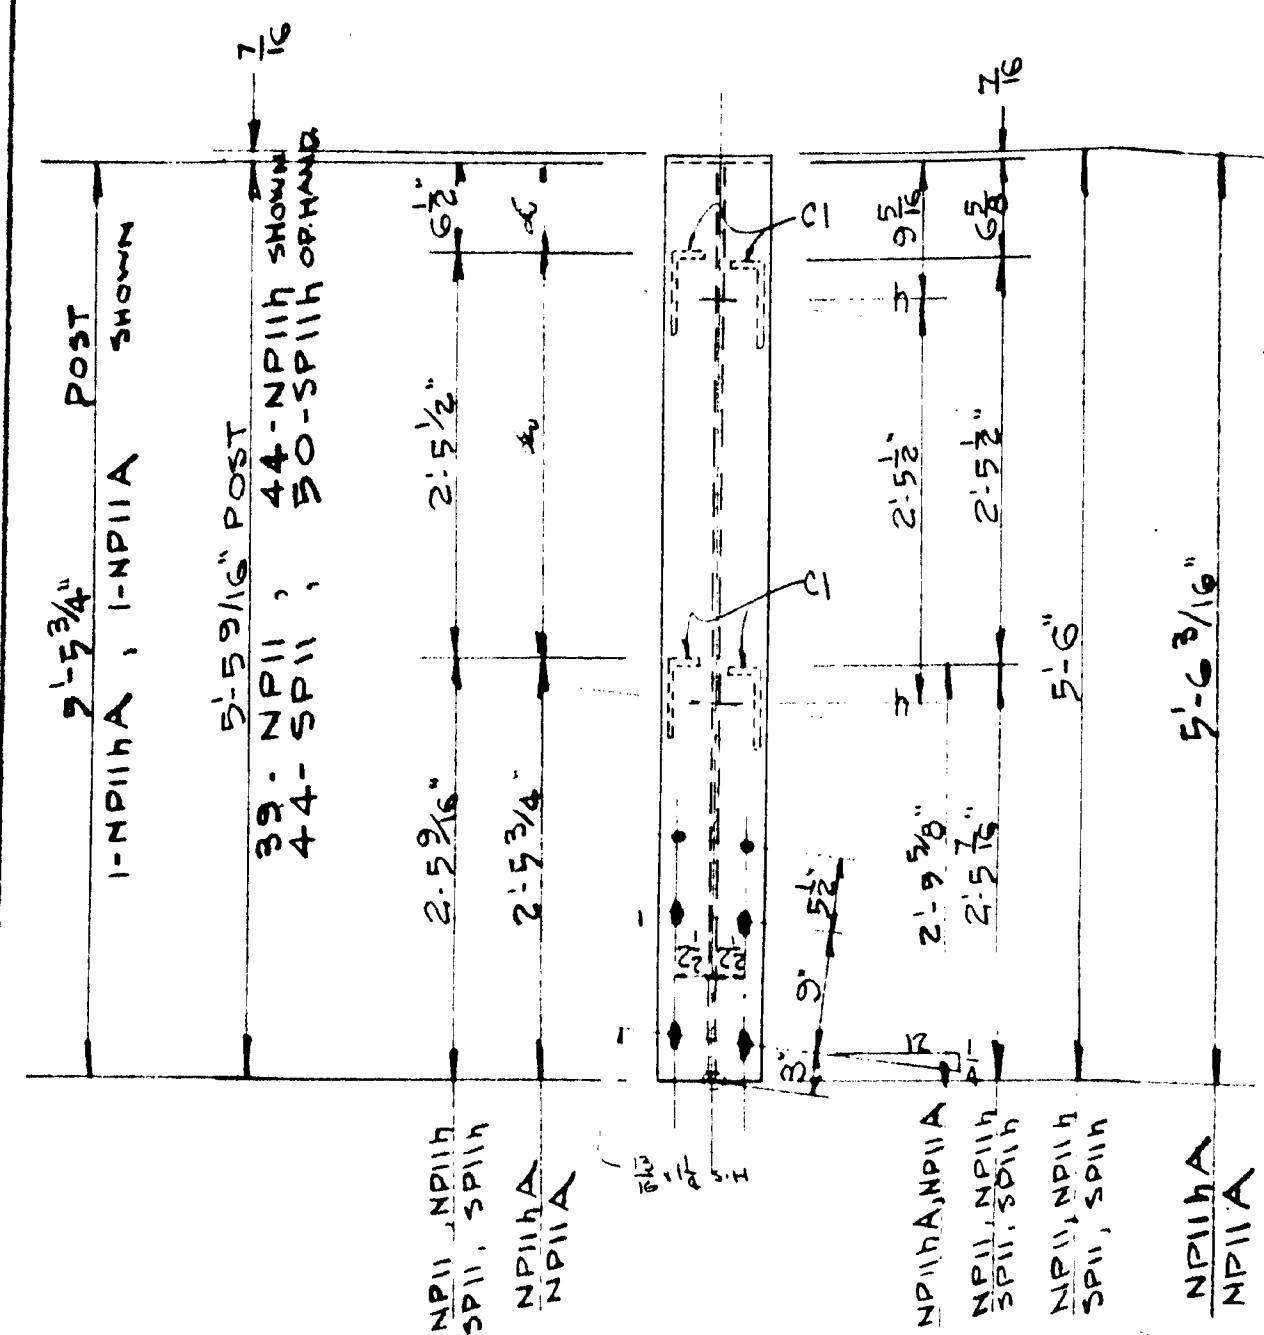 5'-5 3/4" POST
1-NP11hA , 1-NP11A SHOWN
7/16
5'-5 9/16" POST
39 - NP11 , 44 - NP11h SHOWN
44 - SP11 , 50 - SP11h OP. HAND
NP11 , NP11h
SP11 , SP11h
2'-5 9/16"
2'-5 1/2"
6 1/2"
NP11hA
NP11A
2'-5 3/4"
13/16 x 1 1/4 S.H
2 1/2
2 1/2
C1
C1
3"
9"
5 1/2"
12
1/4
NP11hA, NP11A
2'-5 5/8"
2'-5 1/2"
9 5/16
NP11, NP11h
SP11, SP11h
2'-5 7/16"
2'-5 1/2"
6 5/8
7/16
NP11, NP11h
SP11, SP11h
5'-6"
NP11hA
NP11A
5'-6 3/16"